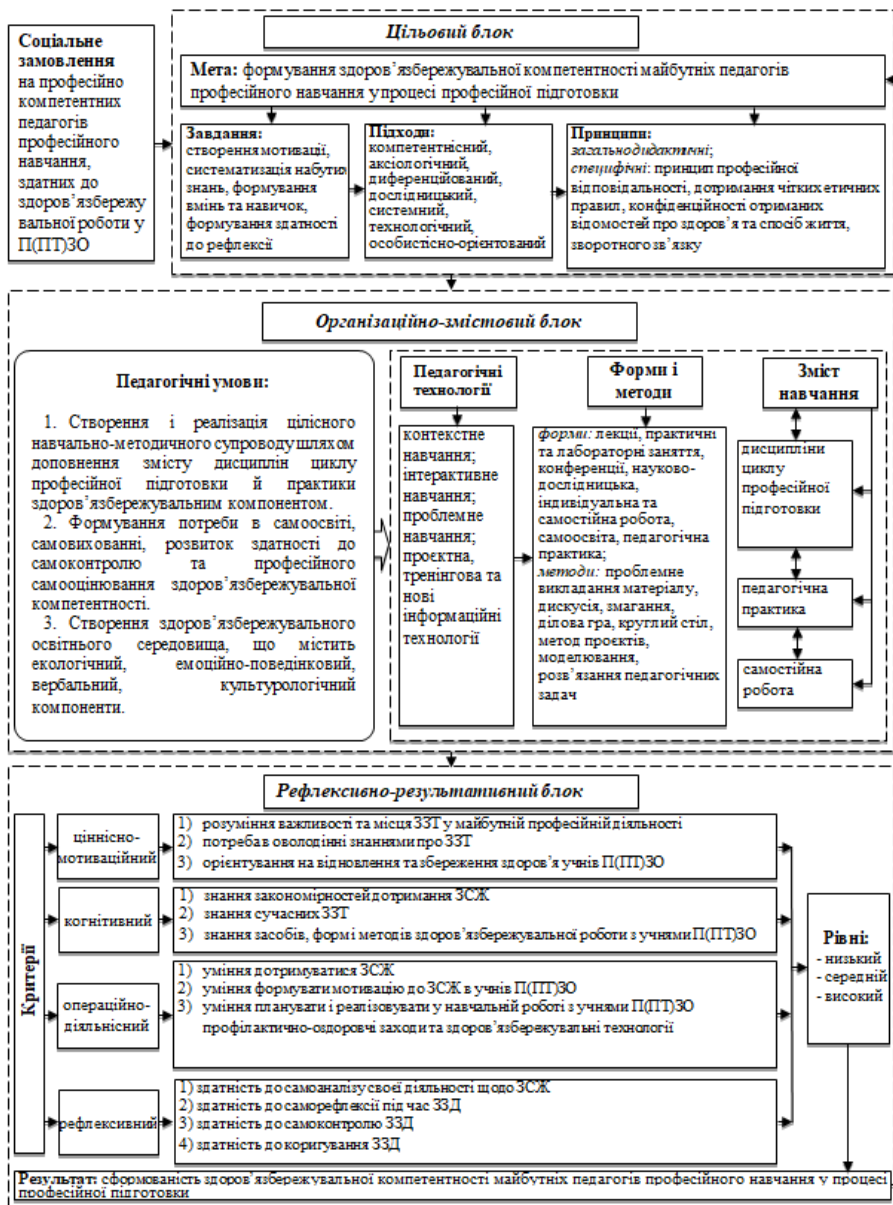 Соціальне
замовлення
на професійно
компетентних
педагогів
професійного
навчання,
здатних до
здоров'язбережу
вальної роботи у
П(ПТ)ЗО
Цільовий блок
Мета: формування здоров'язбережувальної компетентності майбутніх педагогів
професійного навчання у процесі професійної підготовки
Завдання:
створення мотивації,
систематизація набутих
знань, формування
вмінь та навичок,
формування здатності
до рефлексії
Підходи:
компетентнісний,
аксіологічний,
диференційований,
дослідницький,
системний,
технологічний,
особистісно-орієнтований
Принципи:
загальнодидактичні;
специфічні: принцип професійної
відповідальності, дотримання чітких етичних
правил, конфіденційності отриманих
відомостей про здоров'я та спосіб життя,
зворотного зв'язку
Організаційно-змістовий блок
Педагогічні умови:
1. Створення і реалізація цілісного
навчально-методичного супроводу шляхом
доповнення змісту дисциплін циклу
професійної підготовки й практики
здоров'язбережувальним компонентом.
2. Формування потреби в самоосвіті,
самовихованні, розвиток здатності до
самоконтролю та професійного
самооцінювання здоров'язбережувальної
компетентності.
3. Створення здоров'язбережувального
освітнього середовища, що містить
екологічний, емоційно-поведінковий,
вербальний, культурологічний
компоненти.
Педагогічні
технології
контекстне
навчання;
інтерактивне
навчання;
проблемне
навчання;
проєктна,
тренінгова та
нові
інформаційні
технології
Форми і
методи
форми: лекції, практичні
та лабораторні заняття,
конференції, науково-
дослідницька,
індивідуальна та
самостійна робота,
самоосвіта, педагогічна
практика;
методи: проблемне
викладання матеріалу,
дискусія, змагання,
ділова гра, круглий стіл,
метод проєктів,
моделювання,
розв'язання педагогічних
задач
Зміст
навчання
дисципліни
циклу
професійної
підготовки
педагогічна
практика
самостійна
робота
Рефлексивно-результативний блок
Критерії
ціннісно-
мотиваційний
1) розуміння важливості та місця ЗЗТ у майбутній професійній діяльності
2) потреба в оволодінні знаннями про ЗЗТ
3) орієнтування на відновлення та збереження здоров'я учнів П(ПТ)ЗО
когнітивний
1) знання закономірностей дотримання ЗСЖ
2) знання сучасних ЗЗТ
3) знання засобів, форм і методів здоров'язбережувальної роботи з учнями П(ПТ)ЗО
операційно-
діяльнісний
1) уміння дотримуватися ЗСЖ
2) уміння формувати мотивацію до ЗСЖ в учнів П(ПТ)ЗО
3) уміння планувати і реалізовувати у навчальній роботі з учнями П(ПТ)ЗО
профілактично-оздоровчі заходи та здоров'язбережувальні технології
рефлексивний
1) здатність до самоаналізу своєї діяльності щодо ЗСЖ
2) здатність до саморефлексії під час ЗЗД
3) здатність до самоконтролю ЗЗД
4) здатність до коригування ЗЗД
Рівні:
- низький
- середній
- високий
Результат: сформованість здоров'язбережувальної компетентності майбутніх педагогів професійного навчання у процесі
професійної підготовки